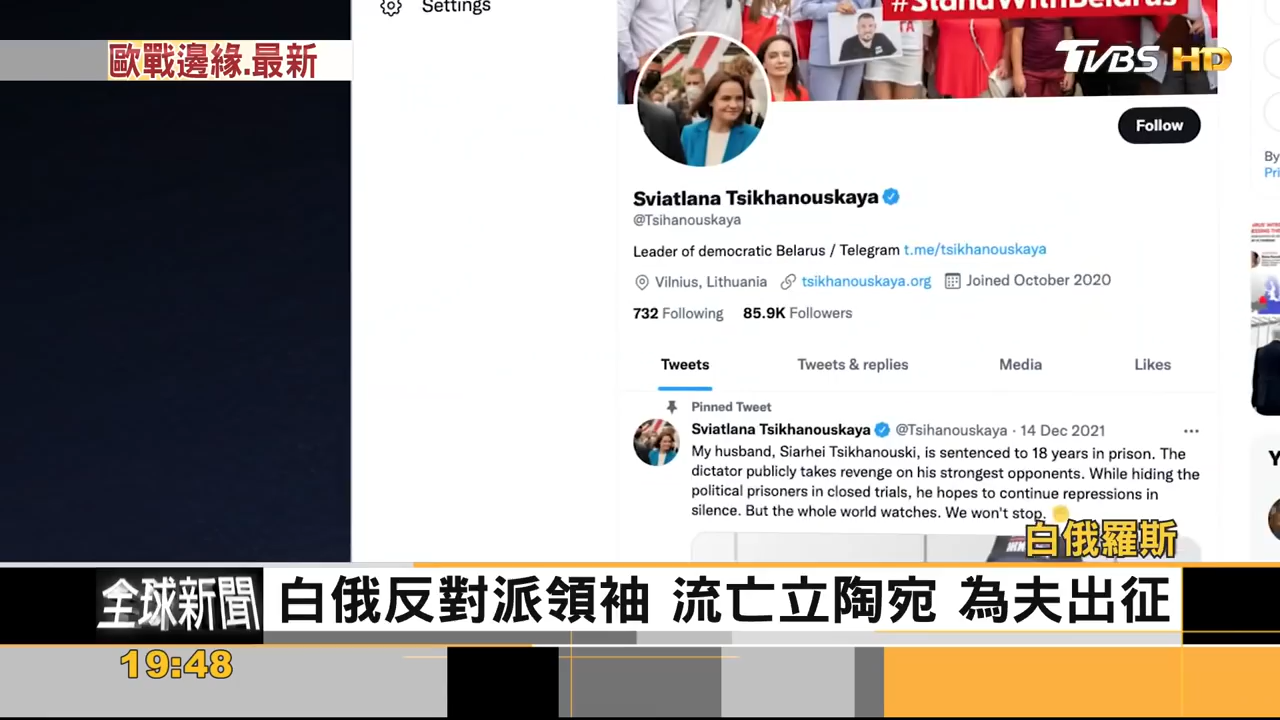 Settings
#StandWithBelarus
歐戰邊緣.最新
TVBS HD
Follow
Sviatlana Tsikhanouskaya
@Tsihanouskaya
Leader of democratic Belarus / Telegram t.me/tsikhanouskaya
Vilnius, Lithuania tsikhanouskaya.org Joined October 2020
732 Following 85.9K Followers
Tweets Tweets & replies Media Likes
Pinned Tweet
Sviatlana Tsikhanouskaya @Tsihanouskaya · 14 Dec 2021
My husband, Siarhei Tsikhanouski, is sentenced to 18 years in prison. The
dictator publicly takes revenge on his strongest opponents. While hiding the
political prisoners in closed trials, he hopes to continue repressions in
silence. But the whole world watches. We won't stop.
白俄羅斯
全球新聞
白俄反對派領袖 流亡立陶宛 為夫出征
19:48